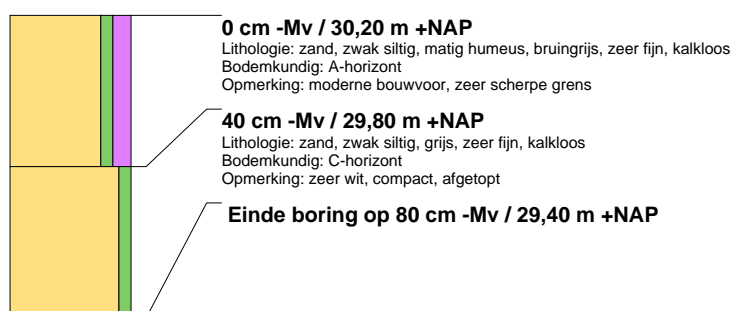 0 cm -Mv / 30,20 m +NAP
Lithologie: zand, zwak siltig, matig humeus, bruingrijs, zeer fijn, kalkloos
Bodemkundig: A-horizont
Opmerking: moderne bouwvoor, zeer scherpe grens
40 cm -Mv / 29,80 m +NAP
Lithologie: zand, zwak siltig, grijs, zeer fijn, kalkloos
Bodemkundig: C-horizont
Opmerking: zeer wit, compact, afgetopt
Einde boring op 80 cm -Mv / 29,40 m +NAP